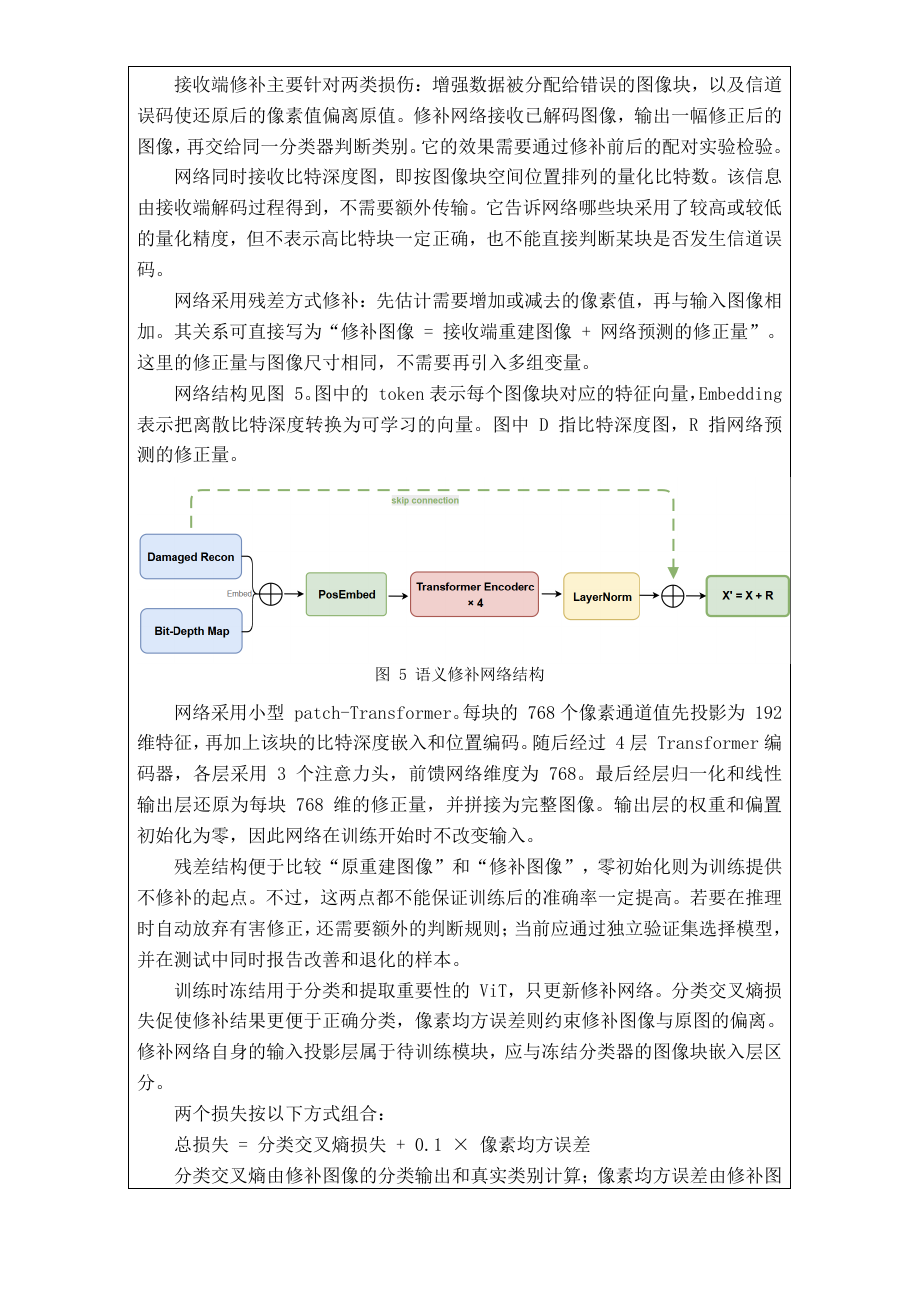 接收端修补主要针对两类损伤：增强数据被分配给错误的图像块，以及信道
误码使还原后的像素值偏离原值。修补网络接收已解码图像，输出一幅修正后的
图像，再交给同一分类器判断类别。它的效果需要通过修补前后的配对实验检验。
网络同时接收比特深度图，即按图像块空间位置排列的量化比特数。该信息
由接收端解码过程得到，不需要额外传输。它告诉网络哪些块采用了较高或较低
的量化精度，但不表示高比特块一定正确，也不能直接判断某块是否发生信道误
码。
网络采用残差方式修补：先估计需要增加或减去的像素值，再与输入图像相
加。其关系可直接写为“修补图像 = 接收端重建图像 + 网络预测的修正量”。
这里的修正量与图像尺寸相同，不需要再引入多组变量。
网络结构见图 5。图中的 token表示每个图像块对应的特征向量，Embedding
表示把离散比特深度转换为可学习的向量。图中 D 指比特深度图，R 指网络预
测的修正量。
skip connection
Damaged Recon
Embed
Bit-Depth Map
PosEmbed
Transformer Encoderc
× 4
LayerNorm
X' = X + R
图 5 语义修补网络结构
网络采用小型 patch-Transformer。每块的 768个像素通道值先投影为 192
维特征，再加上该块的比特深度嵌入和位置编码。随后经过 4层 Transformer编
码器，各层采用 3 个注意力头，前馈网络维度为 768。最后经层归一化和线性
输出层还原为每块 768 维的修正量，并拼接为完整图像。输出层的权重和偏置
初始化为零，因此网络在训练开始时不改变输入。
残差结构便于比较“原重建图像”和“修补图像”，零初始化则为训练提供
不修补的起点。不过，这两点都不能保证训练后的准确率一定提高。若要在推理
时自动放弃有害修正，还需要额外的判断规则；当前应通过独立验证集选择模型，
并在测试中同时报告改善和退化的样本。
训练时冻结用于分类和提取重要性的 ViT，只更新修补网络。分类交叉熵损
失促使修补结果更便于正确分类，像素均方误差则约束修补图像与原图的偏离。
修补网络自身的输入投影层属于待训练模块，应与冻结分类器的图像块嵌入层区
分。
两个损失按以下方式组合：
总损失 = 分类交叉熵损失 + 0.1 × 像素均方误差
分类交叉熵由修补图像的分类输出和真实类别计算；像素均方误差由修补图